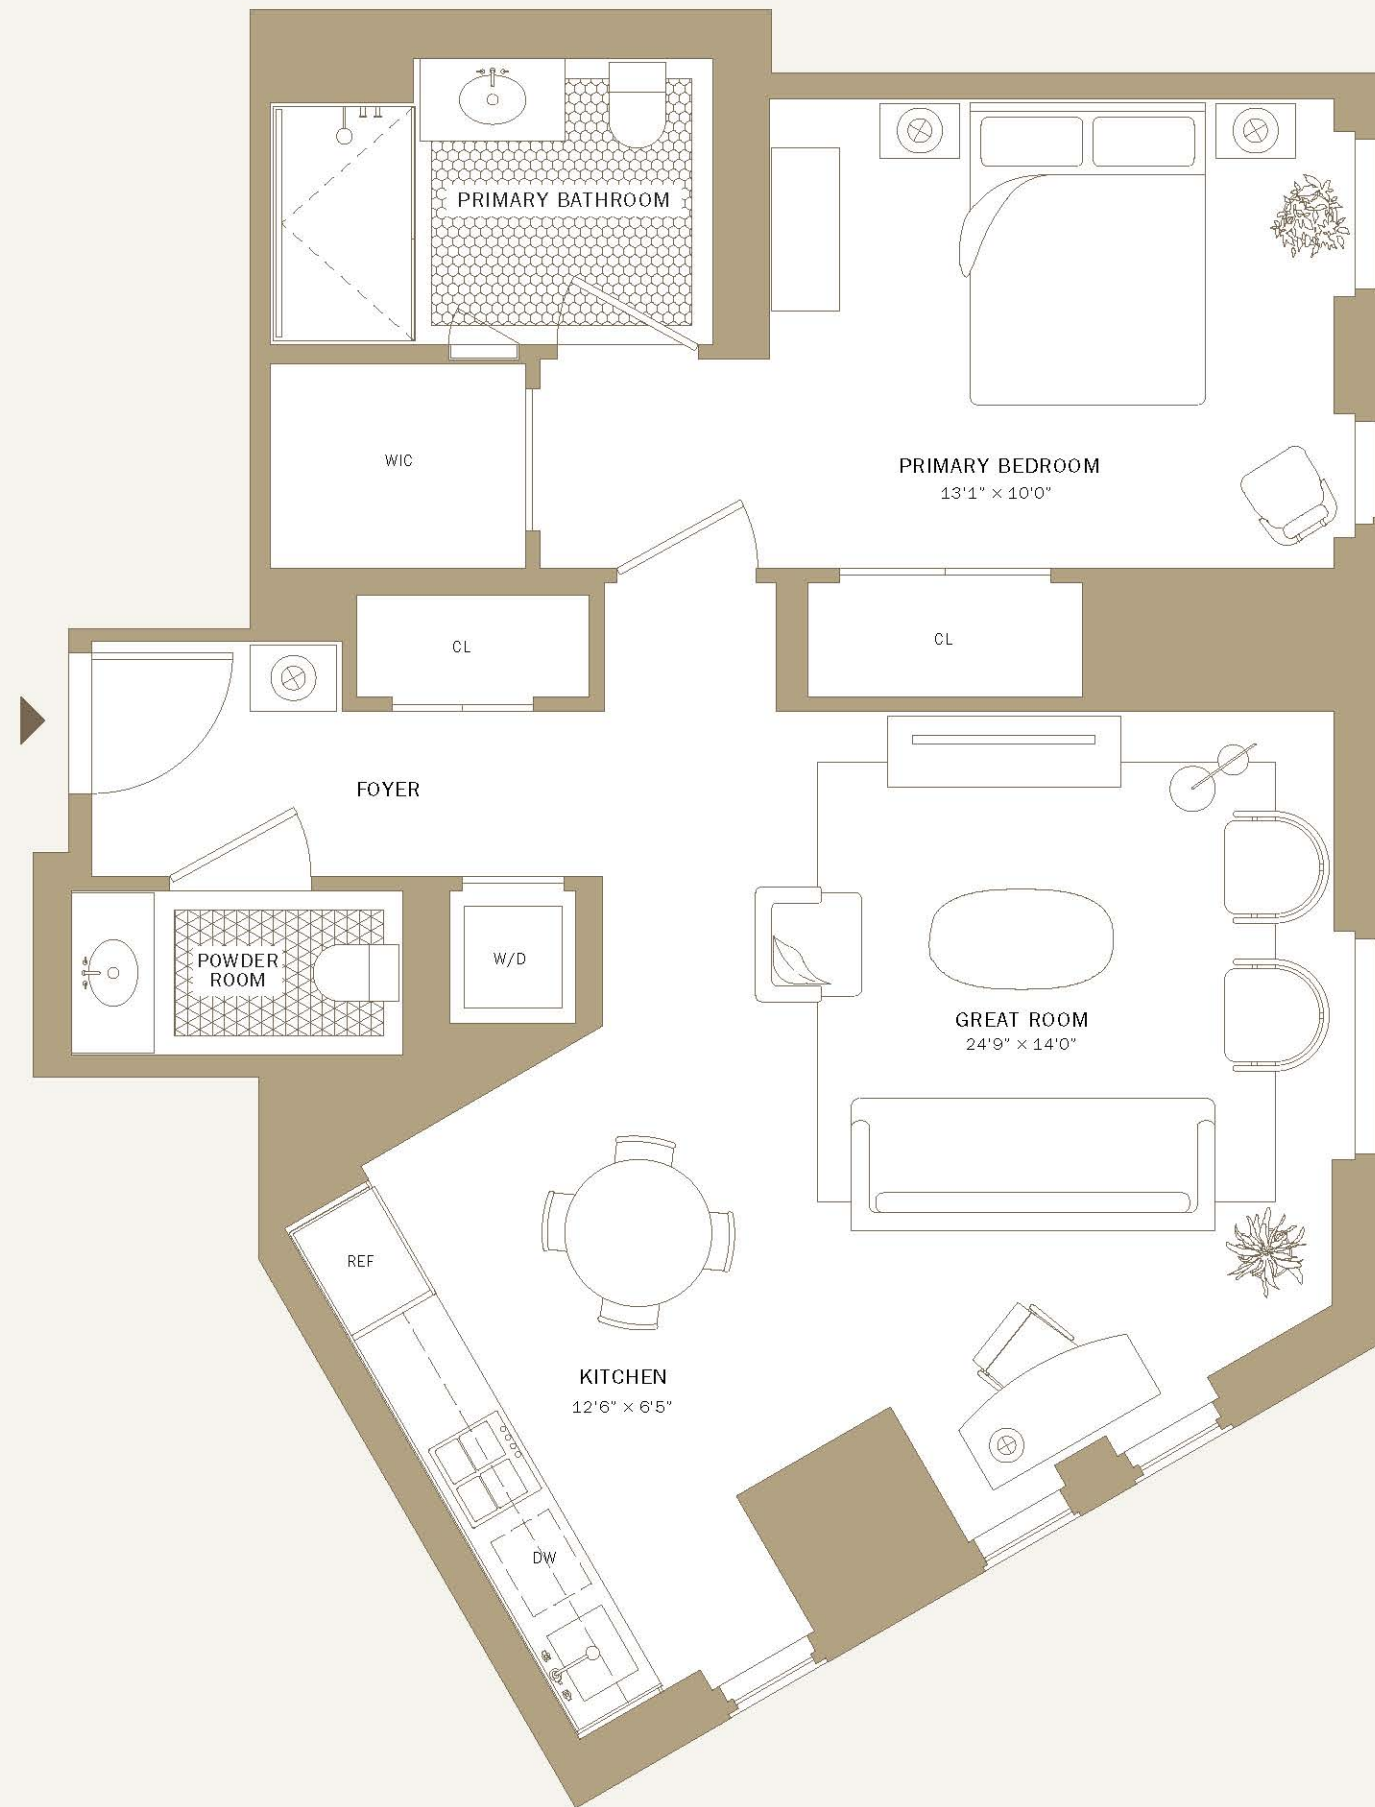 PRIMARY BATHROOM
WIC
PRIMARY BEDROOM
13'1" × 10'0"
CL
CL
FOYER
POWDER
ROOM
W/D
GREAT ROOM
24'9" × 14'0"
REF
KITCHEN
12'6" × 6'5"
DW